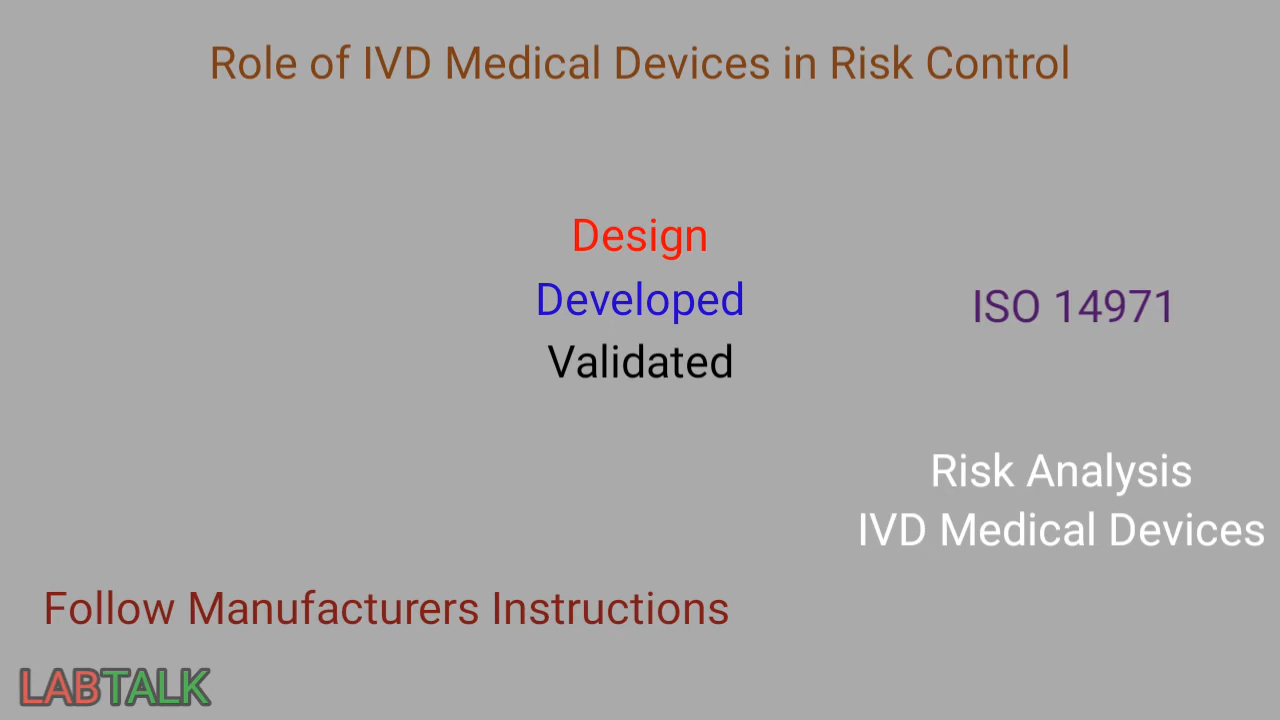 Role of IVD Medical Devices in Risk Control
Design
Developed
Validated
ISO 14971
Risk Analysis
IVD Medical Devices
Follow Manufacturers Instructions
LABTALK